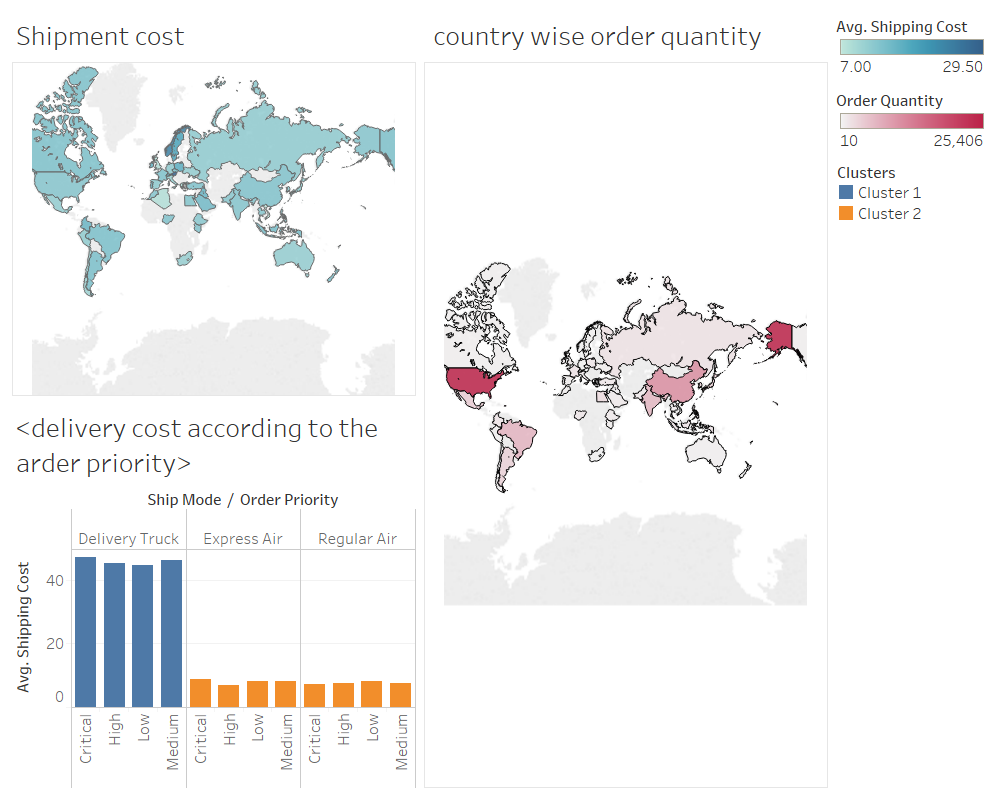 Shipment cost
country wise order quantity
Avg. Shipping Cost
7.00 29.50
Order Quantity
10 25,406
Clusters
Cluster 1
Cluster 2
<delivery cost according to the
arder priority>
Ship Mode / Order Priority
Delivery Truck Express Air Regular Air
Avg. Shipping Cost
40
20
0
Critical High Low Medium Critical High Low Medium Critical High Low Medium